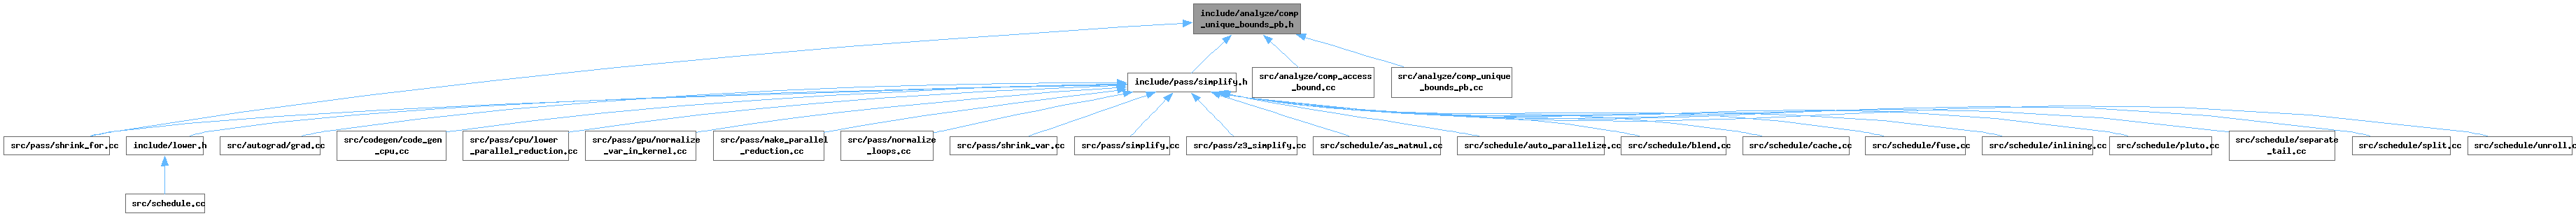 include/analyze/comp
_unique_bounds_pb.h
include/pass/simplify.h
src/analyze/comp_access
_bound.cc
src/analyze/comp_unique
_bounds_pb.cc
src/pass/shrink_for.cc
include/lower.h
src/autograd/grad.cc
src/codegen/code_gen
_cpu.cc
src/pass/cpu/lower
_parallel_reduction.cc
src/pass/gpu/normalize
_var_in_kernel.cc
src/pass/make_parallel
_reduction.cc
src/pass/normalize
_loops.cc
src/pass/shrink_var.cc
src/pass/simplify.cc
src/pass/z3_simplify.cc
src/schedule/as_matmul.cc
src/schedule/auto_parallelize.cc
src/schedule/blend.cc
src/schedule/cache.cc
src/schedule/fuse.cc
src/schedule/inlining.cc
src/schedule/pluto.cc
src/schedule/separate
_tail.cc
src/schedule/split.cc
src/schedule/unroll.c
src/schedule.cc